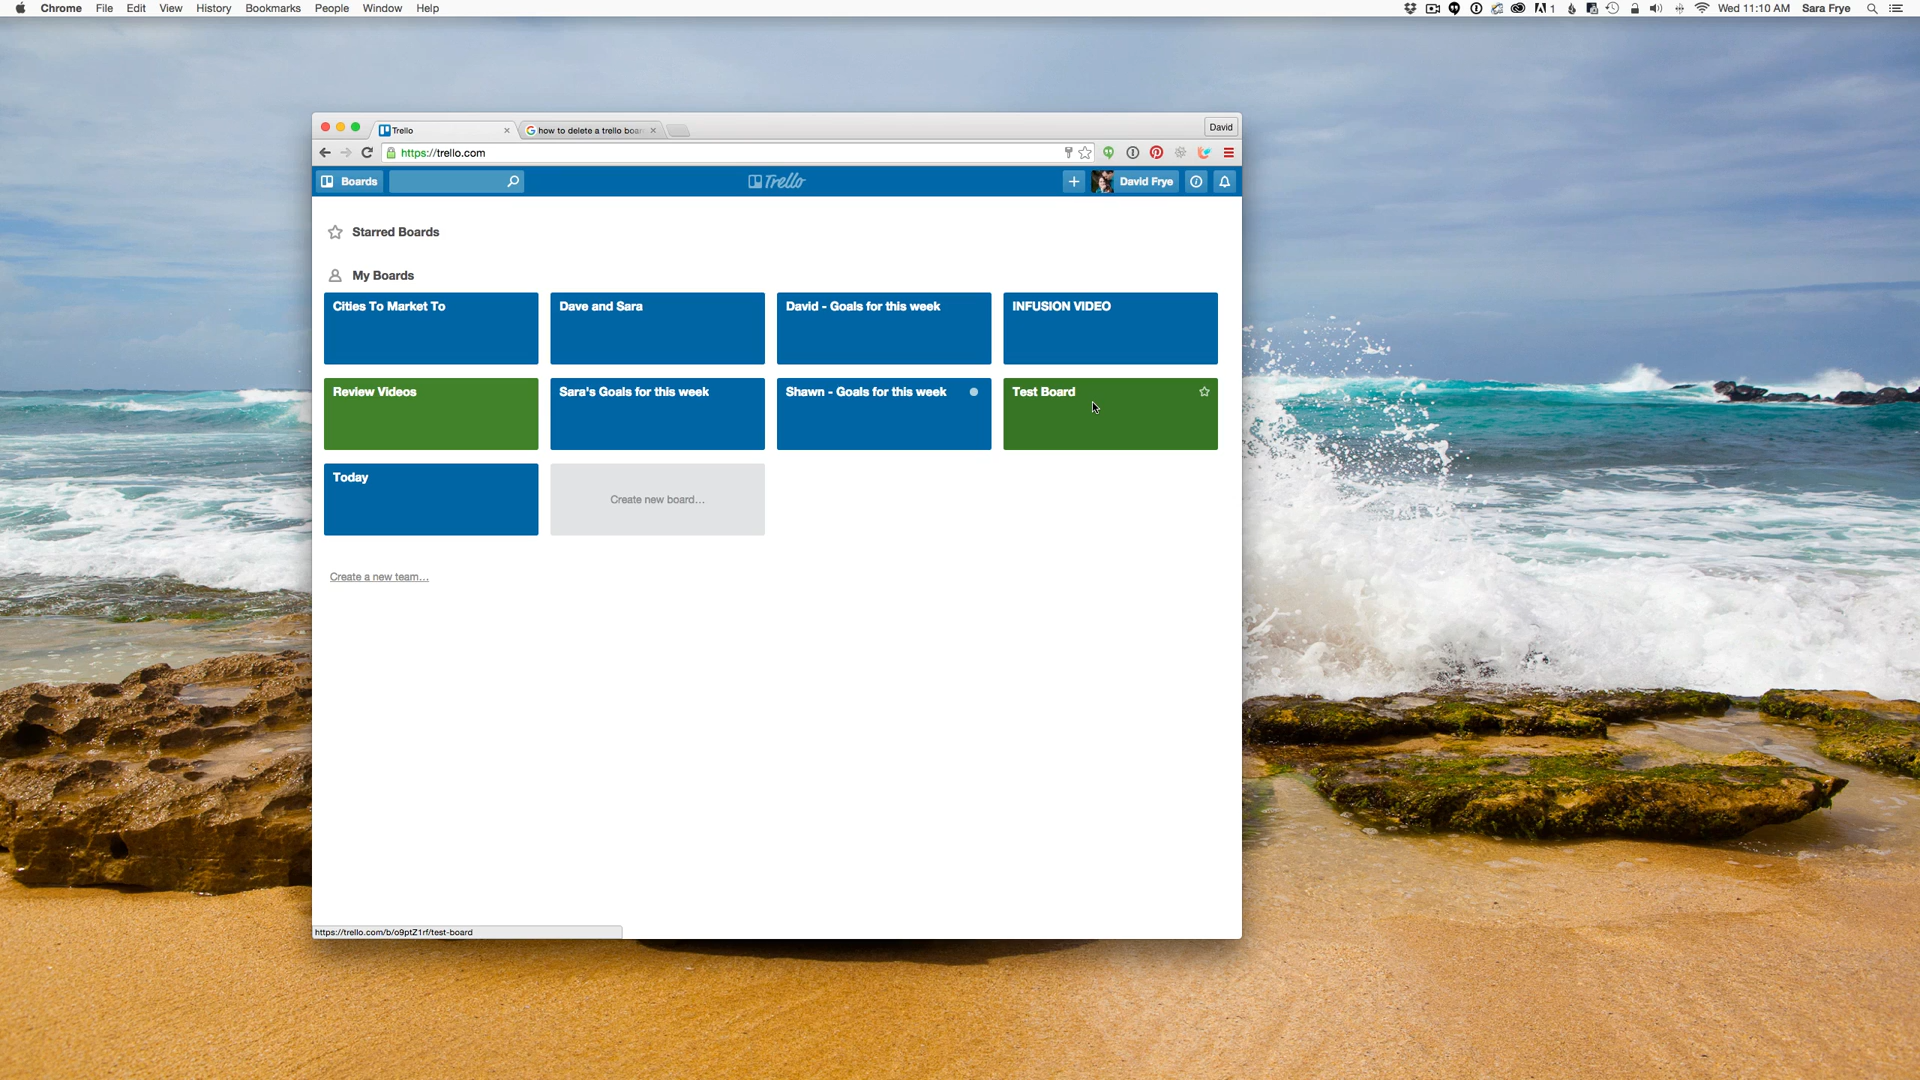 Chrome File Edit View History Bookmarks People Window Help
1 Wed 11:10 AM Sara Frye
Trello
how to delete a trello boar
David
https://trello.com
Boards
Trello
David Frye
Starred Boards
My Boards
Cities To Market To
Dave and Sara
David - Goals for this week
INFUSION VIDEO
Review Videos
Sara's Goals for this week
Shawn - Goals for this week
Test Board
Today
Create new board…
Create a new team…
https://trello.com/b/o9ptZ1rf/test-board